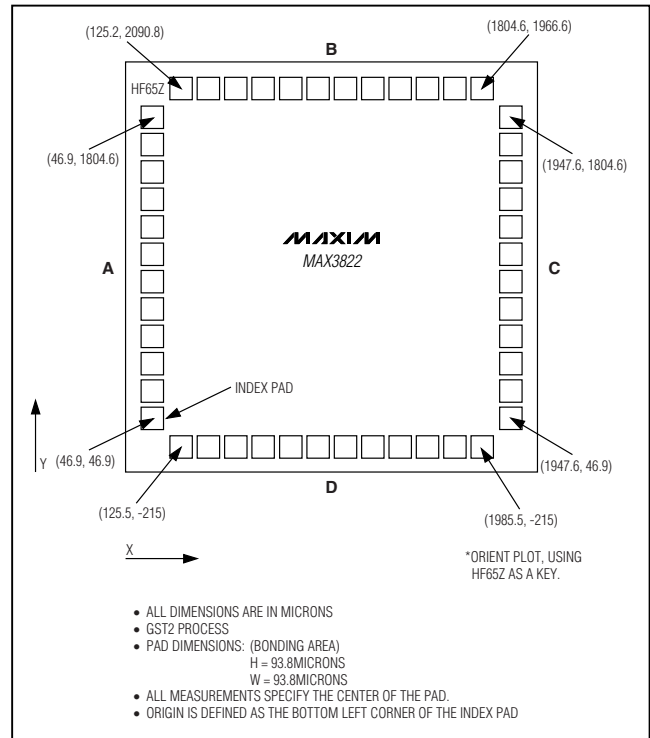 (125.2, 2090.8)
B
(1804.6, 1966.6)
HF65Z
(46.9, 1804.6)
(1947.6, 1804.6)
MAXIM
MAX3822
A
C
INDEX PAD
Y
(46.9, 46.9)
(1947.6, 46.9)
D
(125.5, -215)
(1985.5, -215)
X
*ORIENT PLOT, USING
HF65Z AS A KEY.
• ALL DIMENSIONS ARE IN MICRONS
• GST2 PROCESS
• PAD DIMENSIONS: (BONDING AREA)
H = 93.8MICRONS
W = 93.8MICRONS
• ALL MEASUREMENTS SPECIFY THE CENTER OF THE PAD.
• ORIGIN IS DEFINED AS THE BOTTOM LEFT CORNER OF THE INDEX PAD